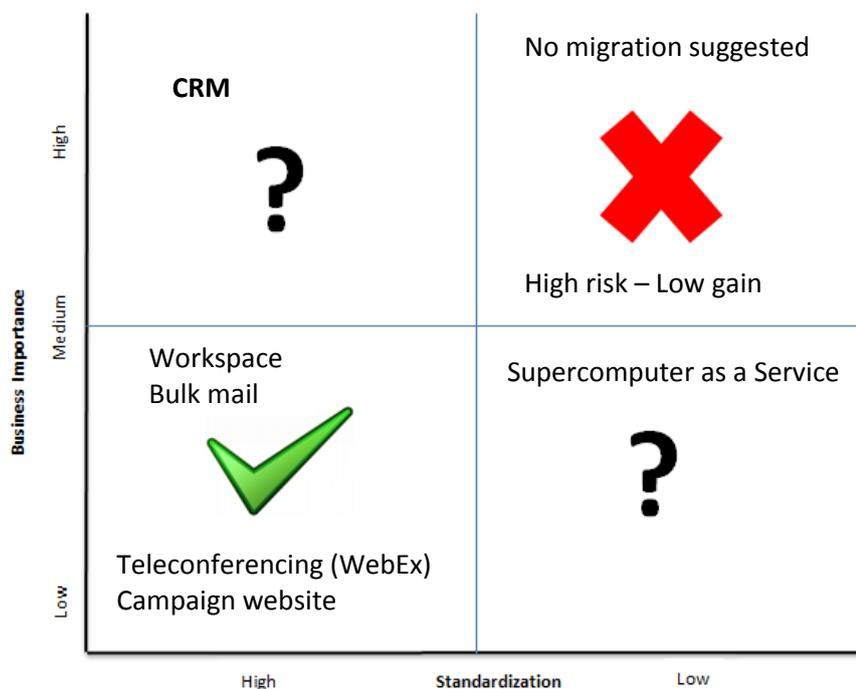 No migration suggested
CRM
?
High
High risk – Low gain
Medium
Business Importance
Workspace
Bulk mail
Supercomputer as a Service
?
Teleconferencing (WebEx)
Campaign website
Low
High
Standardization
Low